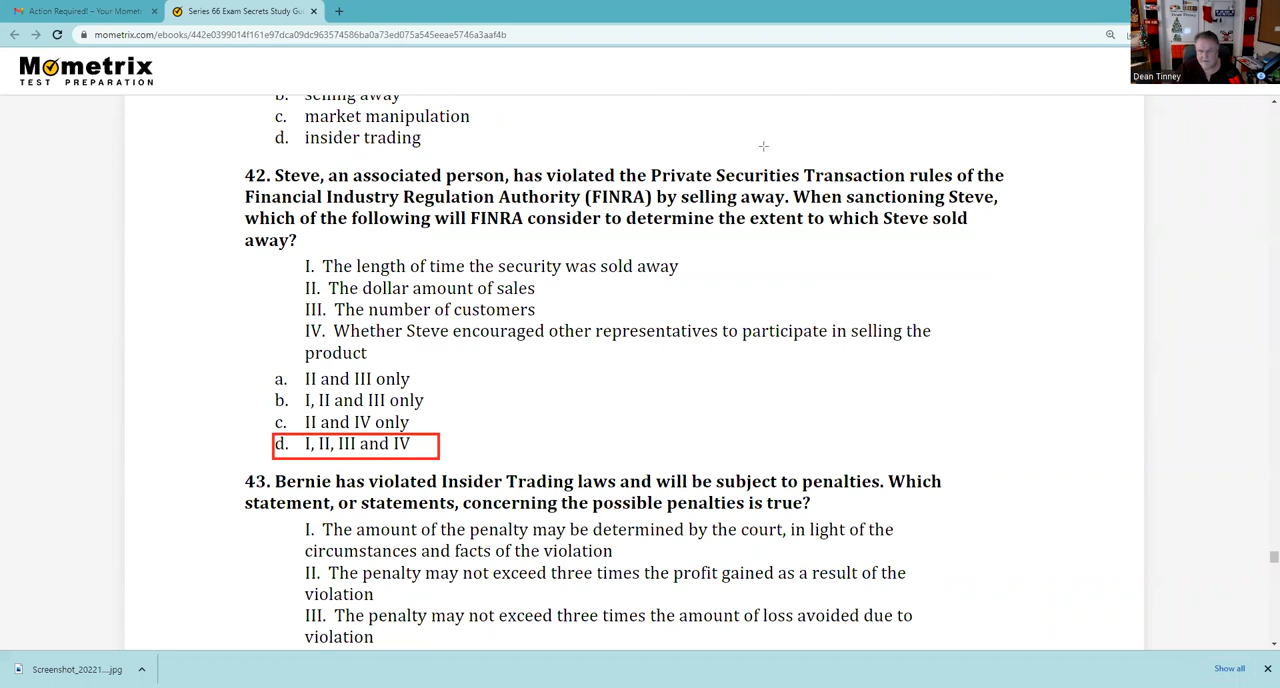 Action Required! – Your Momet
Series 66 Exam Secrets Study Gui
mometrix.com/ebooks/442e0399014f161e97dca09dc963574586ba0a73ed075a545eeae5746a3aaf4b
Mometrix
TEST PREPARATION
Dean Tinney
b. selling away
c. market manipulation
d. insider trading
42. Steve, an associated person, has violated the Private Securities Transaction rules of the
Financial Industry Regulation Authority (FINRA) by selling away. When sanctioning Steve,
which of the following will FINRA consider to determine the extent to which Steve sold
away?
I. The length of time the security was sold away
II. The dollar amount of sales
III. The number of customers
IV. Whether Steve encouraged other representatives to participate in selling the
product
a. II and III only
b. I, II and III only
c. II and IV only
d. I, II, III and IV
43. Bernie has violated Insider Trading laws and will be subject to penalties. Which
statement, or statements, concerning the possible penalties is true?
I. The amount of the penalty may be determined by the court, in light of the
circumstances and facts of the violation
II. The penalty may not exceed three times the profit gained as a result of the
violation
III. The penalty may not exceed three times the amount of loss avoided due to
violation
Screenshot_20221....jpg
Show all